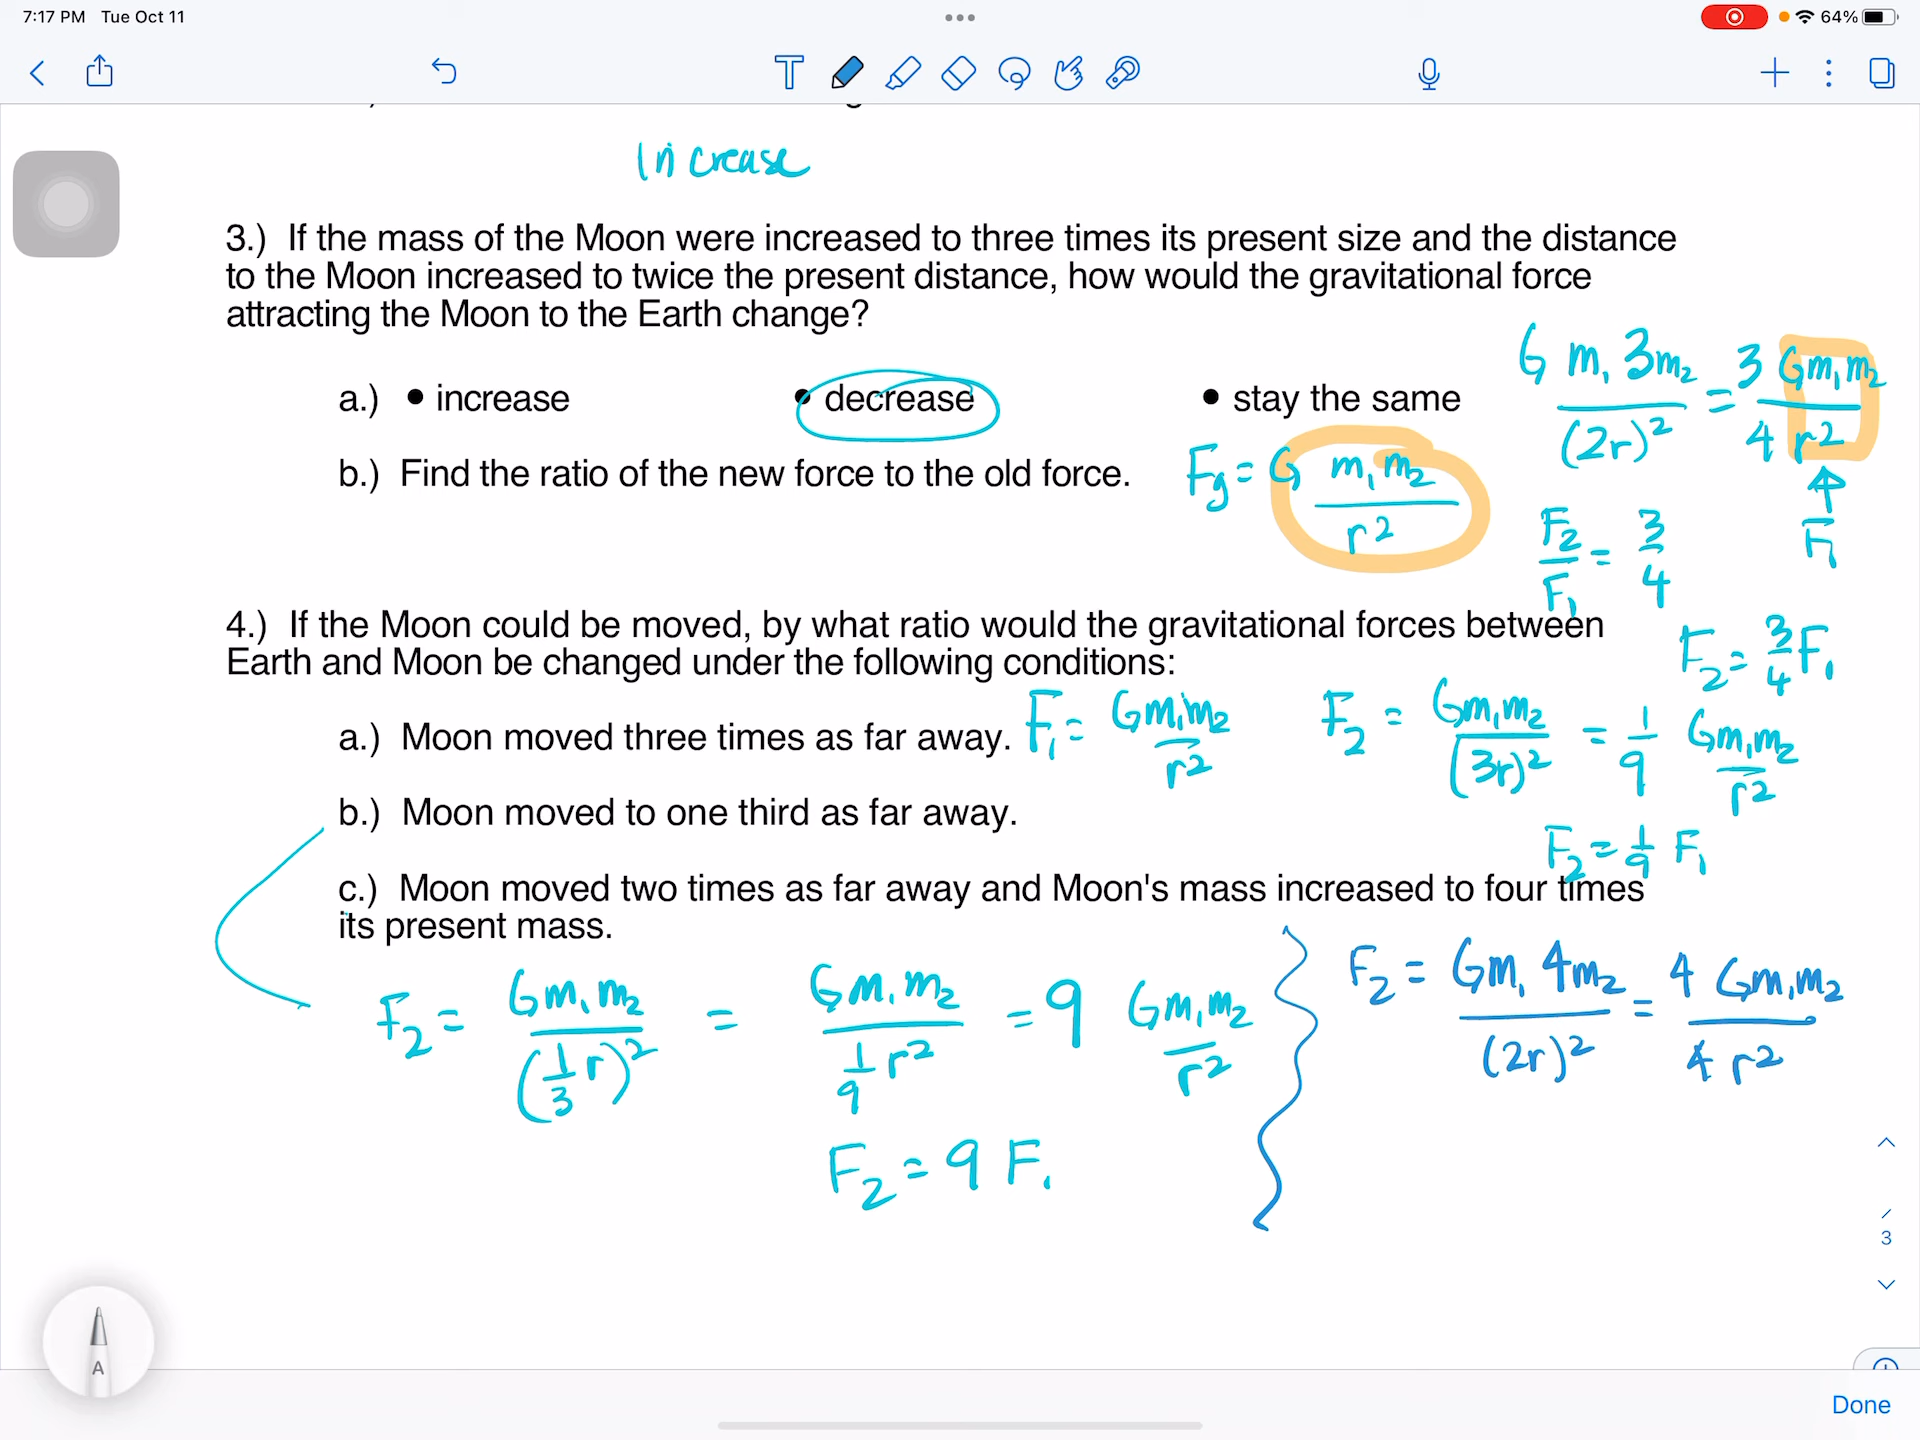 7:17 PM Tue Oct 11
64%
T
Increase
3.) If the mass of the Moon were increased to three times its present size and the distance
to the Moon increased to twice the present distance, how would the gravitational force
attracting the Moon to the Earth change?
a.) • increase • decrease • stay the same
G m₁ 3m₂ / (2r)² = 3 Gm₁m₂ / 4 r²
F₁
b.) Find the ratio of the new force to the old force.
Fg = G m₁m₂ / r²
F₂ / F₁ = 3 / 4
F₂ = 3/4 F₁
4.) If the Moon could be moved, by what ratio would the gravitational forces between
Earth and Moon be changed under the following conditions:
a.) Moon moved three times as far away.
F₁ = Gm₁m₂ / r²
F₂ = Gm₁m₂ / (3r)² = 1/9 Gm₁m₂ / r²
F₂ = 1/9 F₁
b.) Moon moved to one third as far away.
c.) Moon moved two times as far away and Moon's mass increased to four times
its present mass.
F₂ = Gm₁m₂ / (1/3 r)² = Gm₁m₂ / 1/9 r² = 9 Gm₁m₂ / r²
F₂ = 9 F₁
F₂ = Gm₁ 4m₂ / (2r)² = 4 Gm₁m₂ / 4 r²
3
A
Done